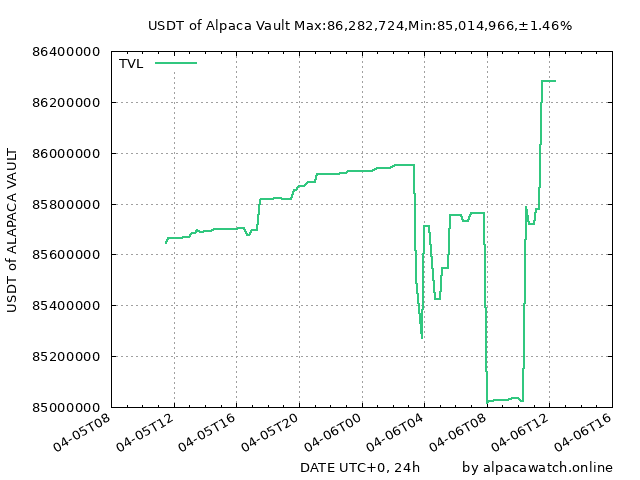 USDT of Alpaca Vault Max:86,282,724,Min:85,014,966,±1.46%
TVL
USDT of ALAPACA VAULT
86400000
86200000
86000000
85800000
85600000
85400000
85200000
85000000
04-05T08
04-05T12
04-05T16
04-05T20
04-06T00
04-06T04
04-06T08
04-06T12
04-06T16
DATE UTC+0, 24h
by alpacawatch.online